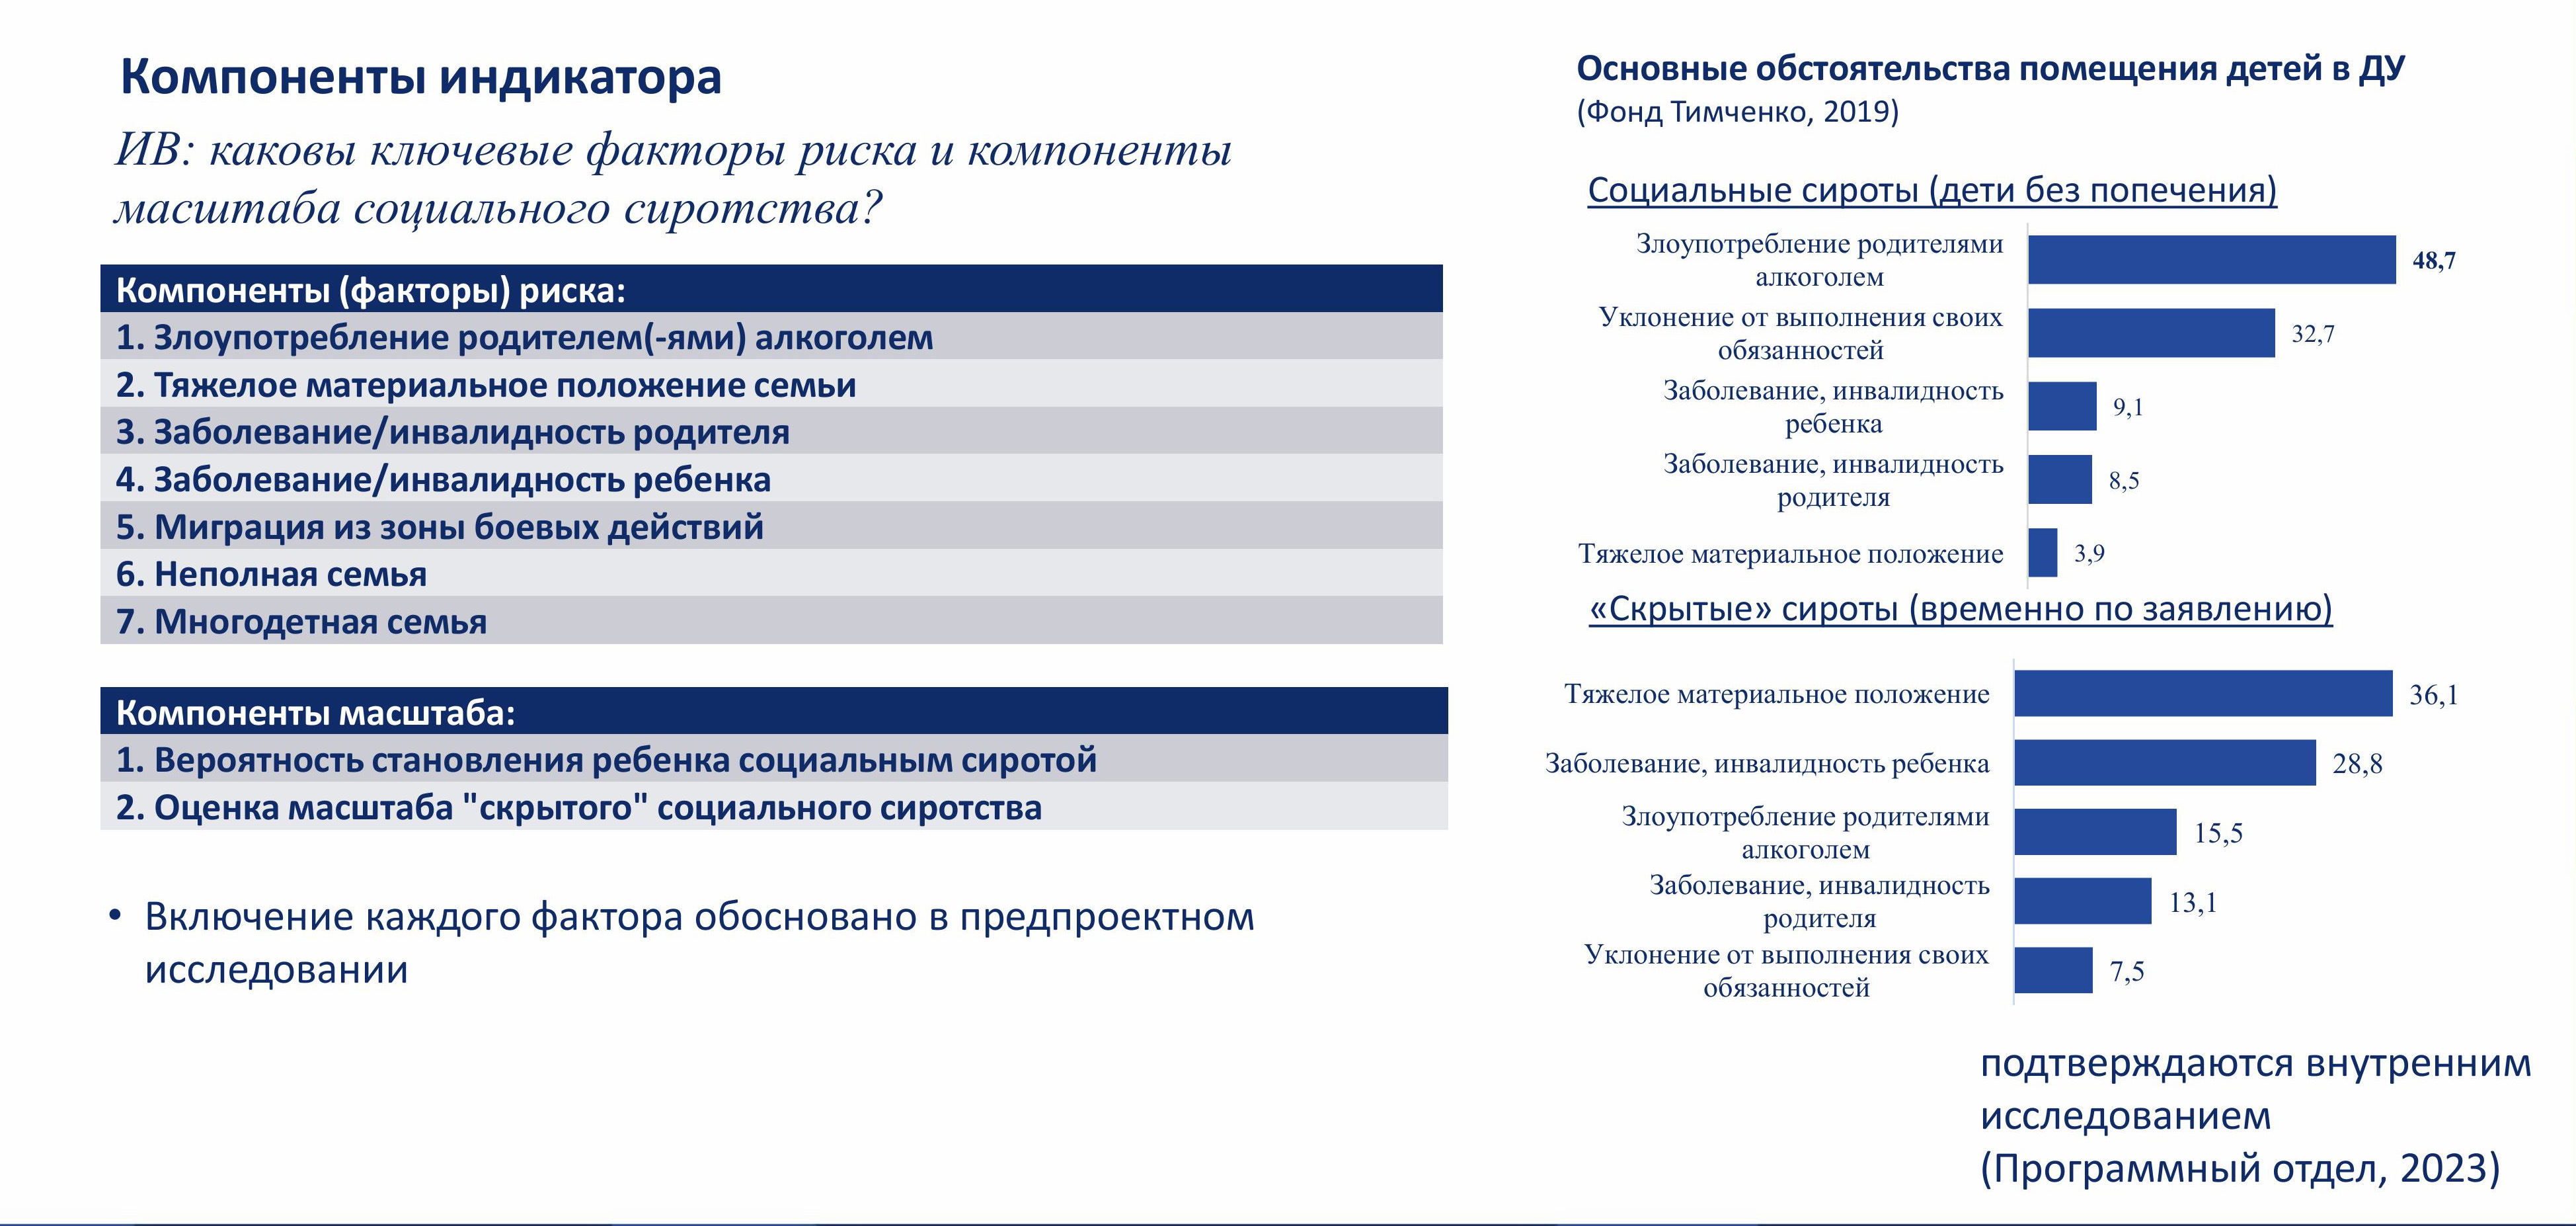 Компоненты индикатора
ИВ: каковы ключевые факторы риска и компоненты
масштаба социального сиротства?
Компоненты (факторы) риска:
1. Злоупотребление родителем(-ями) алкоголем
2. Тяжелое материальное положение семьи
3. Заболевание/инвалидность родителя
4. Заболевание/инвалидность ребенка
5. Миграция из зоны боевых действий
6. Неполная семья
7. Многодетная семья
Компоненты масштаба:
1. Вероятность становления ребенка социальным сиротой
2. Оценка масштаба "скрытого" социального сиротства
• Включение каждого фактора обосновано в предпроектном
исследовании
Основные обстоятельства помещения детей в ДУ
(Фонд Тимченко, 2019)
Социальные сироты (дети без попечения)
Злоупотребление родителями
алкоголем
48,7
Уклонение от выполнения своих
обязанностей
32,7
Заболевание, инвалидность
ребенка
9,1
Заболевание, инвалидность
родителя
8,5
Тяжелое материальное положение
3,9
«Скрытые» сироты (временно по заявлению)
Тяжелое материальное положение
36,1
Заболевание, инвалидность ребенка
28,8
Злоупотребление родителями
алкоголем
15,5
Заболевание, инвалидность
родителя
13,1
Уклонение от выполнения своих
обязанностей
7,5
подтверждаются внутренним
исследованием
(Программный отдел, 2023)